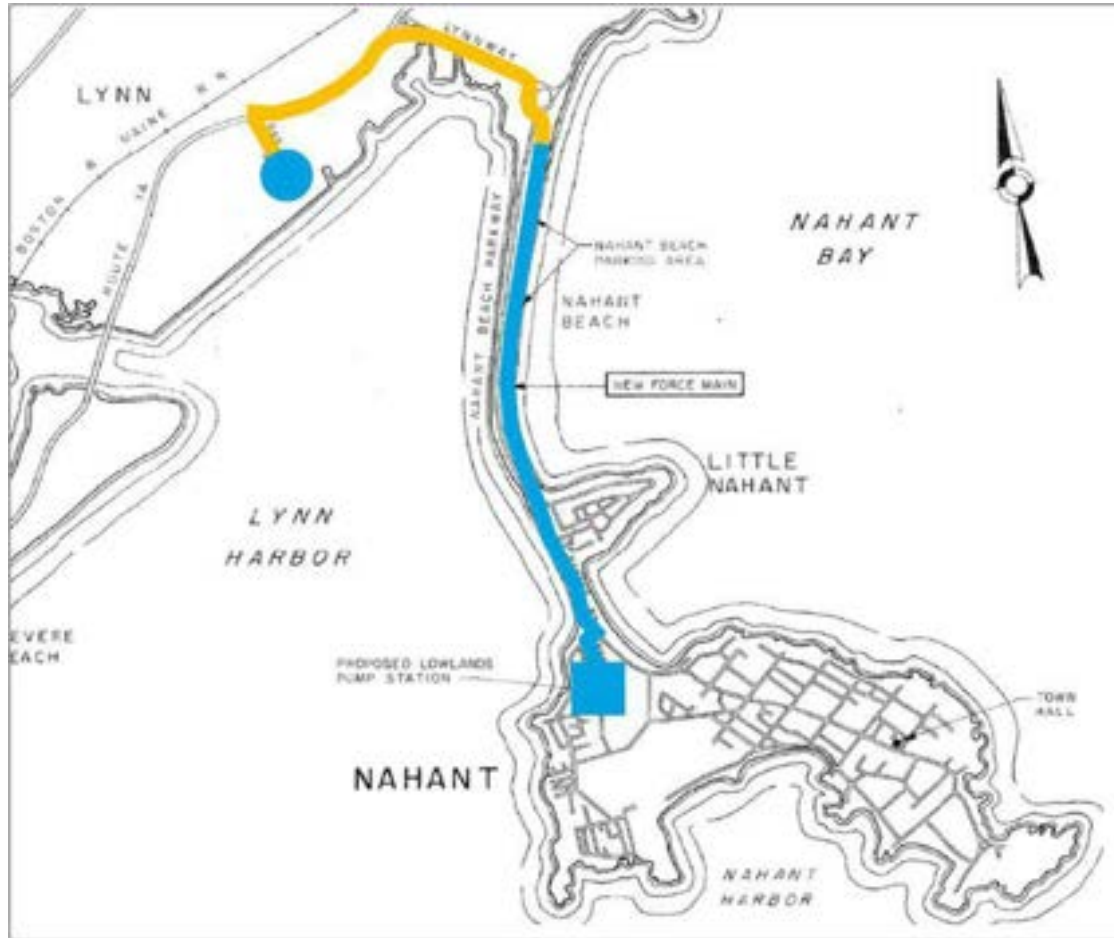 LYNNWAY
LYNN
BOSTON & MAINE R.R.
ROUTE 1A
NAHANT BEACH PARKWAY
NAHANT
BAY
NAHANT BEACH
PARKING AREA
NAHANT
BEACH
NEW FORCE MAIN
LITTLE
NAHANT
LYNN
HARBOR
EVERE
EACH
PROPOSED LOWLANDS
PUMP STATION
TOWN
HALL
NAHANT
NAHANT
HARBOR